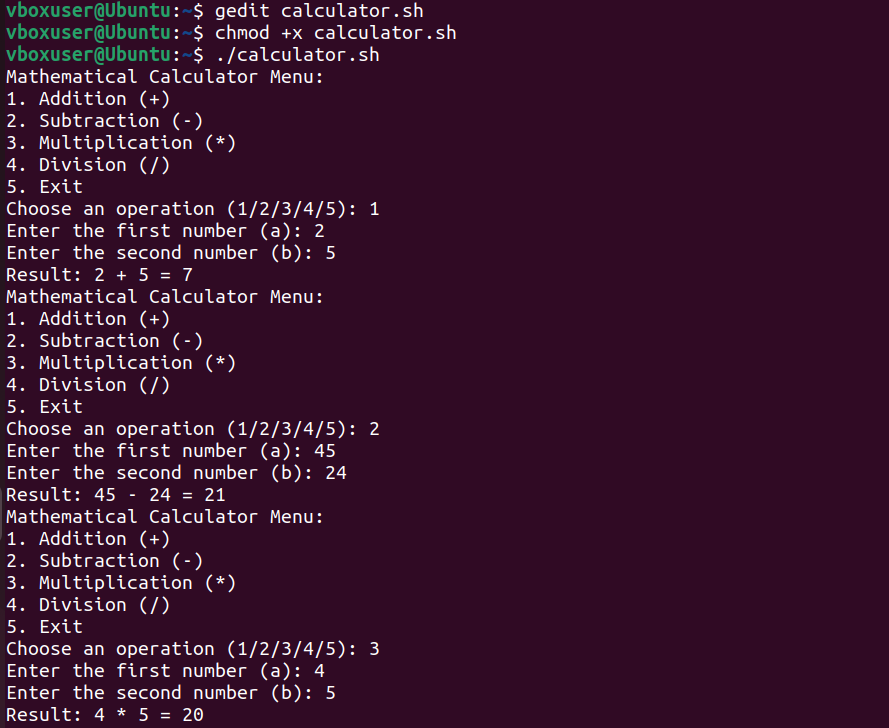 vboxuser@Ubuntu:~$ gedit calculator.sh
vboxuser@Ubuntu:~$ chmod +x calculator.sh
vboxuser@Ubuntu:~$ ./calculator.sh
Mathematical Calculator Menu:
1. Addition (+)
2. Subtraction (-)
3. Multiplication (*)
4. Division (/)
5. Exit
Choose an operation (1/2/3/4/5): 1
Enter the first number (a): 2
Enter the second number (b): 5
Result: 2 + 5 = 7
Mathematical Calculator Menu:
1. Addition (+)
2. Subtraction (-)
3. Multiplication (*)
4. Division (/)
5. Exit
Choose an operation (1/2/3/4/5): 2
Enter the first number (a): 45
Enter the second number (b): 24
Result: 45 - 24 = 21
Mathematical Calculator Menu:
1. Addition (+)
2. Subtraction (-)
3. Multiplication (*)
4. Division (/)
5. Exit
Choose an operation (1/2/3/4/5): 3
Enter the first number (a): 4
Enter the second number (b): 5
Result: 4 * 5 = 20